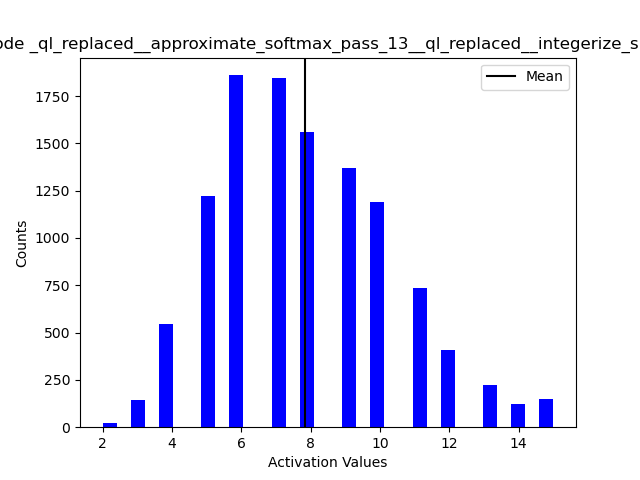 ode _ql_replaced__approximate_softmax_pass_13__ql_replaced__integerize_s
Mean
1750
1500
1250
1000
750
500
250
0
Counts
2 4 6 8 10 12 14
Activation Values